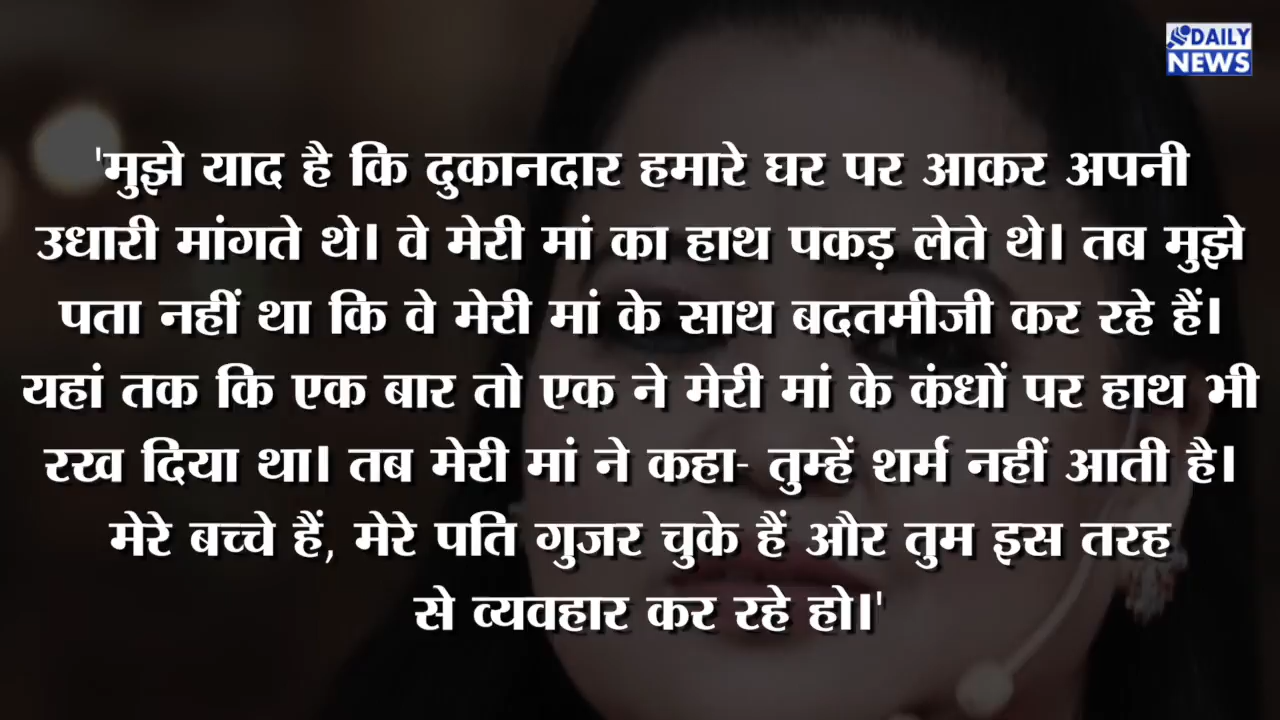 DAILY
NEWS
'मुझे याद है कि दुकानदार हमारे घर पर आकर अपनी
उधारी मांगते थे। वे मेरी मां का हाथ पकड़ लेते थे। तब मुझे
पता नहीं था कि वे मेरी मां के साथ बदतमीजी कर रहे हैं।
यहां तक कि एक बार तो एक ने मेरी मां के कंधों पर हाथ भी
रख दिया था। तब मेरी मां ने कहा- तुम्हें शर्म नहीं आती है।
मेरे बच्चे हैं, मेरे पति गुजर चुके हैं और तुम इस तरह
से व्यवहार कर रहे हो।'